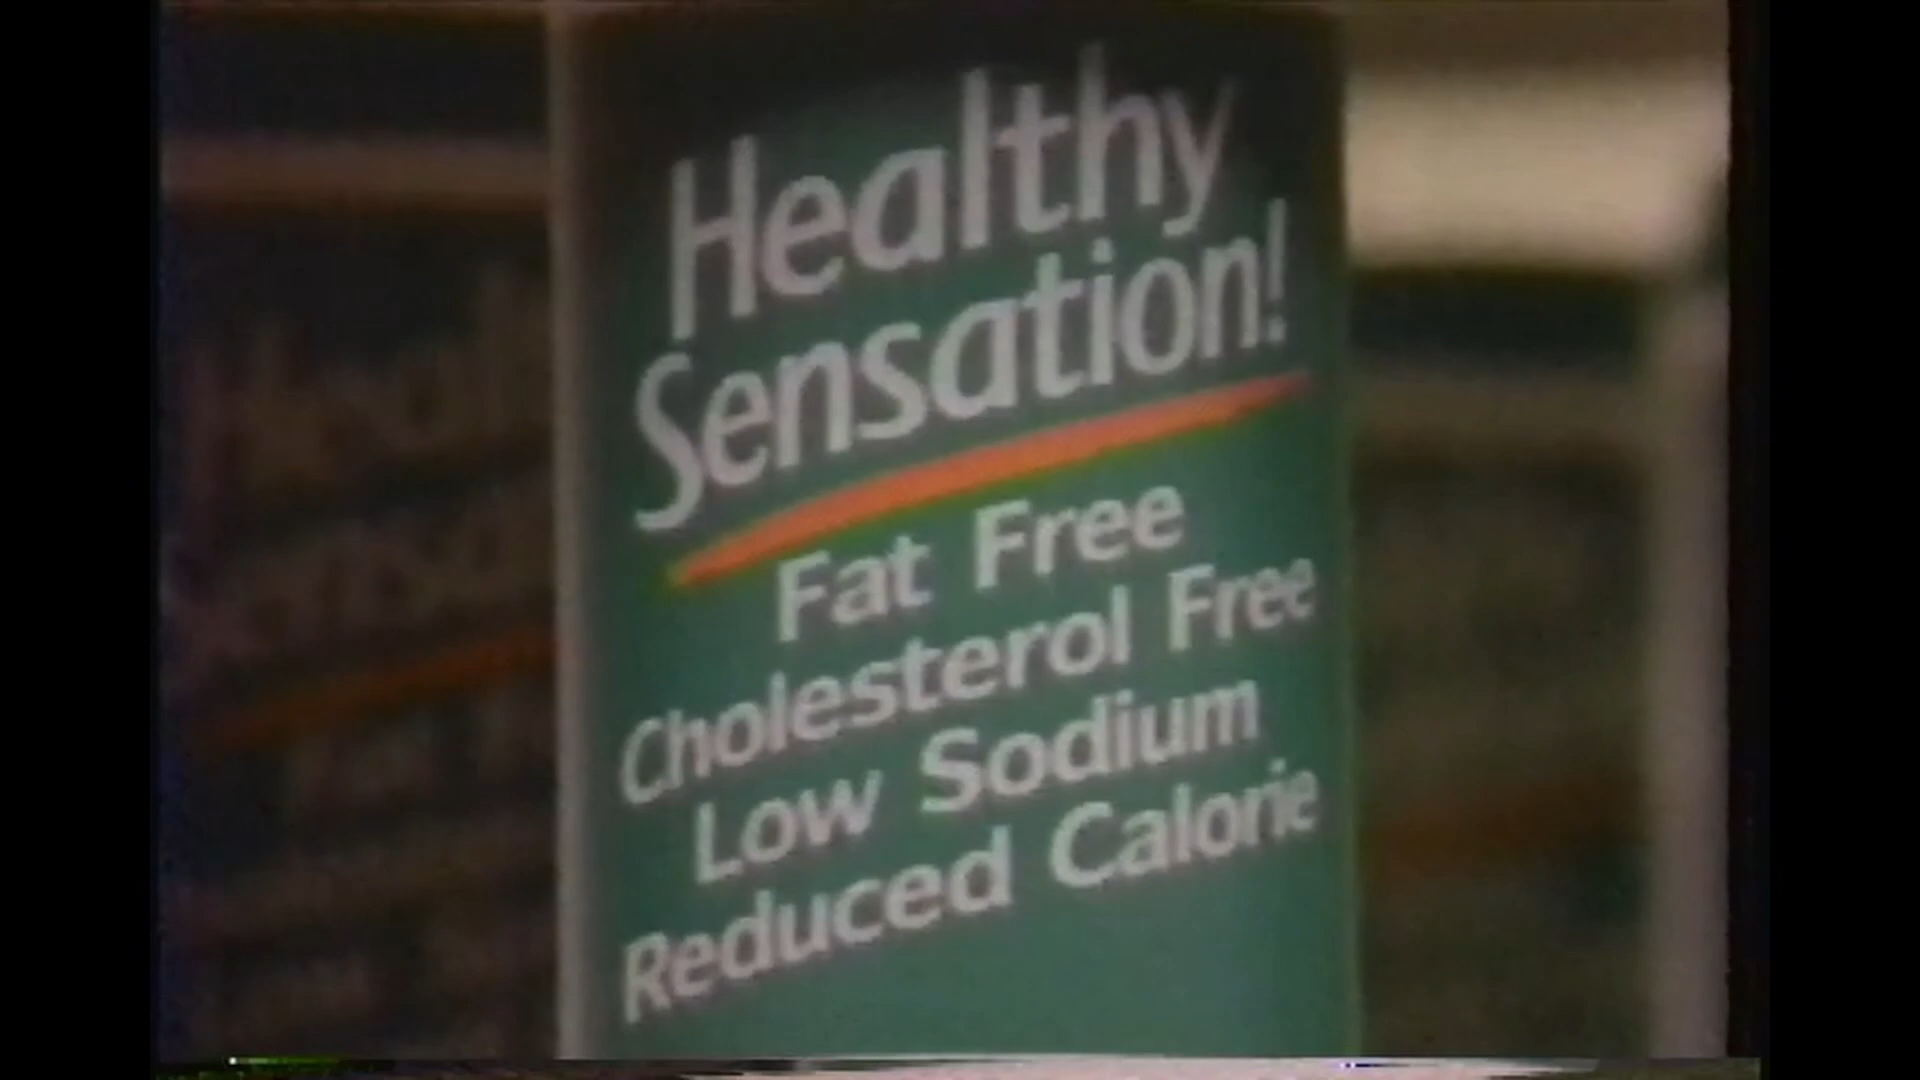 Healthy
Sensation!
Fat Free
Cholesterol Free
Low Sodium
Reduced Calorie